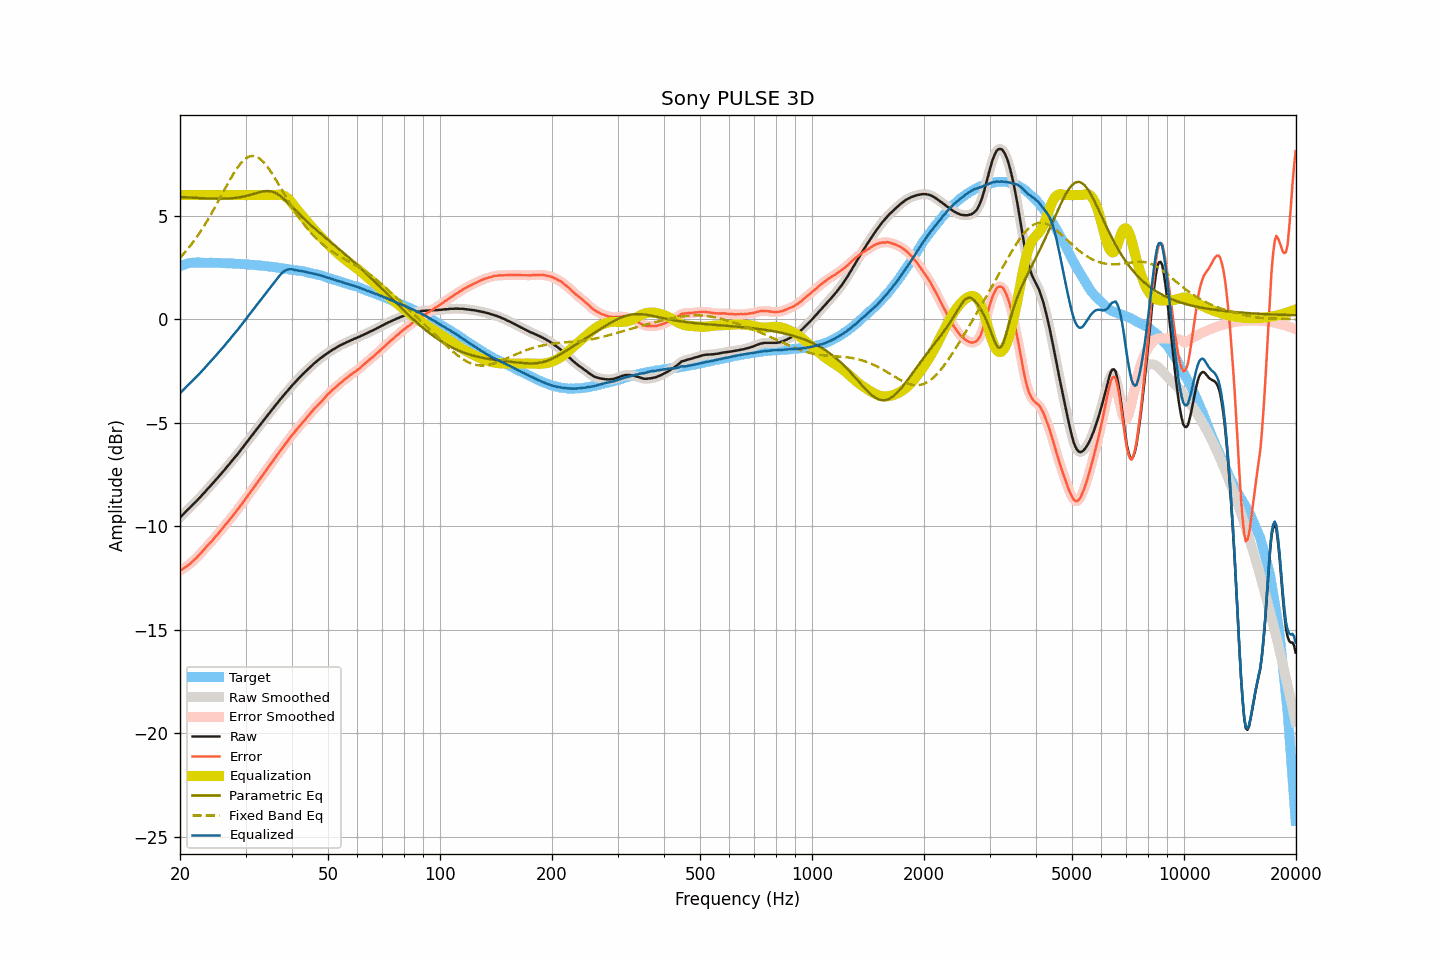 Sony PULSE 3D
Amplitude (dBr)
5
0
−5
−10
−15
−20
−25
Target
Raw Smoothed
Error Smoothed
Raw
Error
Equalization
Parametric Eq
Fixed Band Eq
Equalized
20 50 100 200 500 1000 2000 5000 10000 20000
Frequency (Hz)